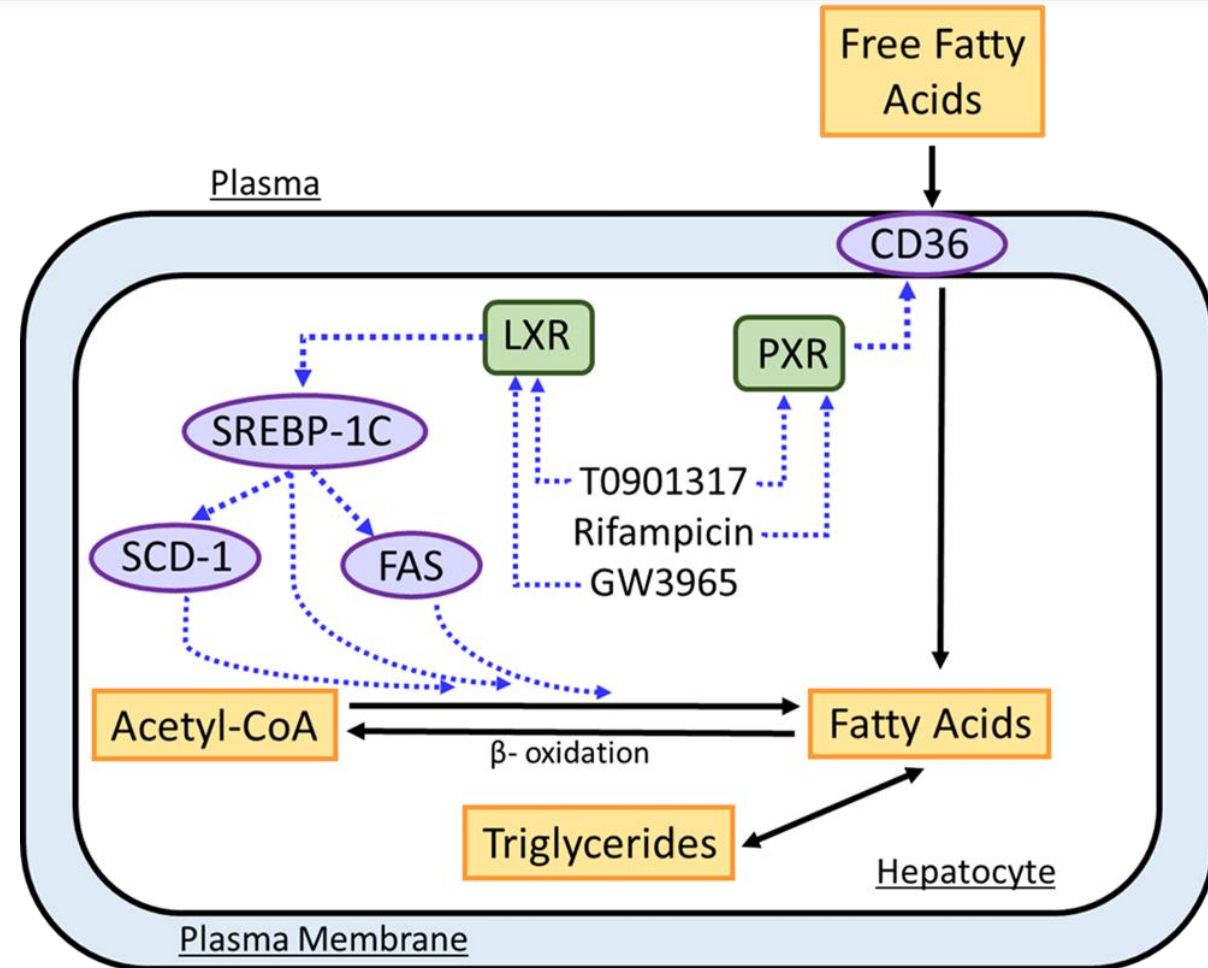 Free Fatty
Acids
Plasma
CD36
LXR
PXR
SREBP-1C
T0901317
Rifampicin
GW3965
SCD-1
FAS
Acetyl-CoA
Fatty Acids
β- oxidation
Triglycerides
Hepatocyte
Plasma Membrane